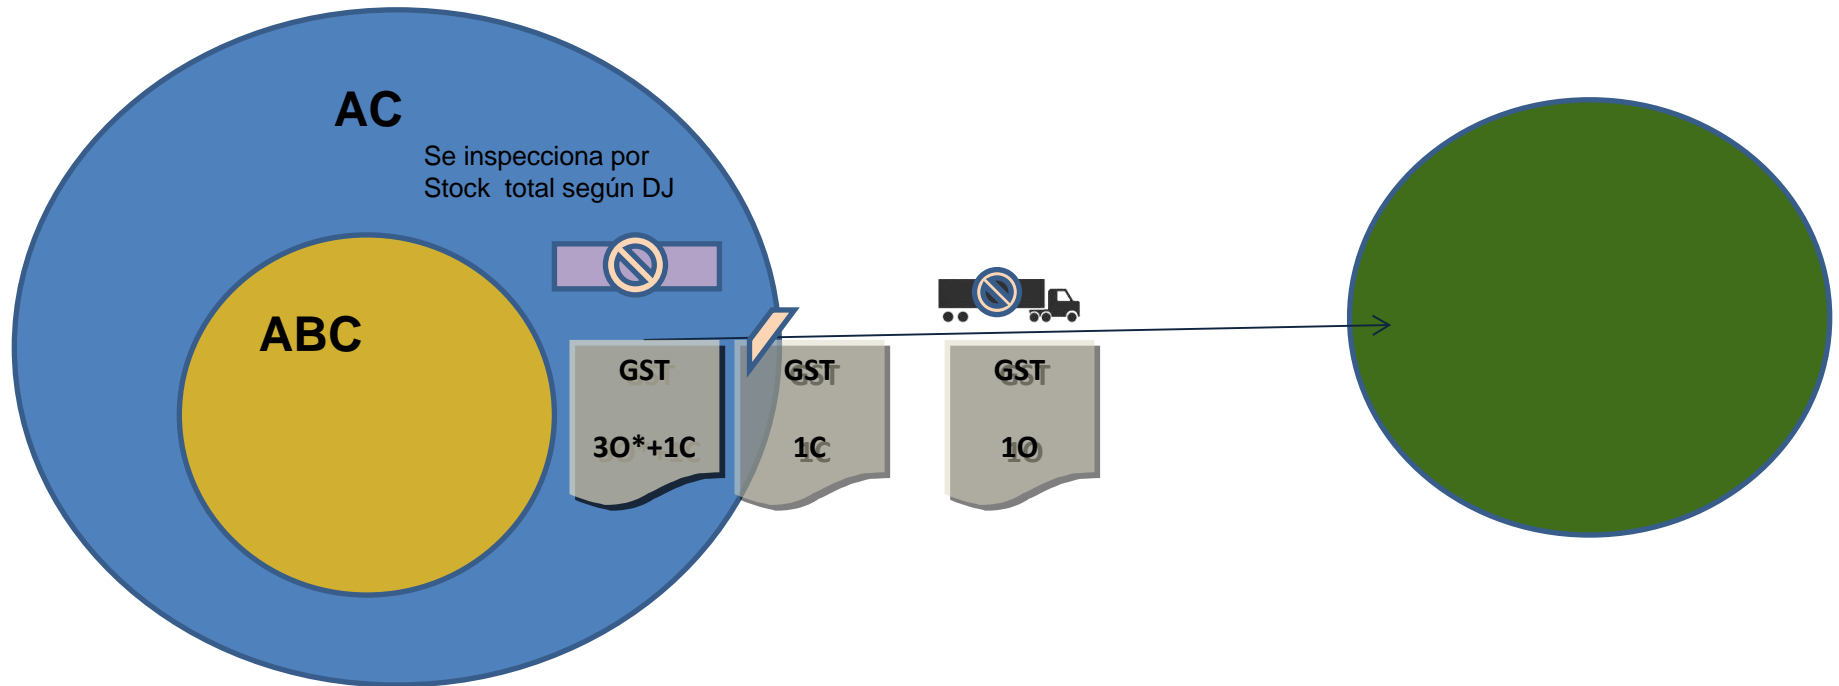 AC
Se inspecciona por
Stock total según DJ
ABC
GST
3O*+1C
GST
1C
GST
1O